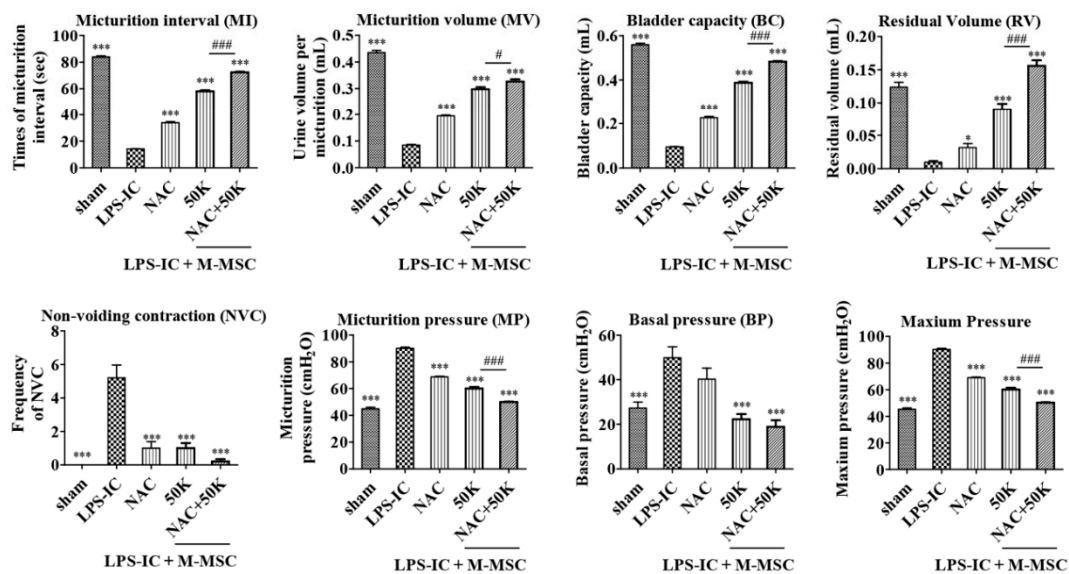 Micturition interval (MI)
Times of micturition
interval (sec)
100
80
60
40
20
0
***
***
***
***
###
sham
LPS-IC
NAC
50K
NAC+50K
LPS-IC + M-MSC
Micturition volume (MV)
Urine volume per
micturition (mL)
0.5
0.4
0.3
0.2
0.1
0.0
***
***
***
***
#
sham
LPS-IC
NAC
50K
NAC+50K
LPS-IC + M-MSC
Bladder capacity (BC)
Bladder capacity (mL)
0.6
0.4
0.2
0.0
***
***
***
***
###
sham
LPS-IC
NAC
50K
NAC+50K
LPS-IC + M-MSC
Residual Volume (RV)
Residual volume (mL)
0.20
0.15
0.10
0.05
0.00
***
*
***
***
###
sham
LPS-IC
NAC
50K
NAC+50K
LPS-IC + M-MSC
Non-voiding contraction (NVC)
Frequency
of NVC
8
6
4
2
0
***
***
***
***
sham
LPS-IC
NAC
50K
NAC+50K
LPS-IC + M-MSC
Micturition pressure (MP)
Micturition
pressure (cmH₂O)
100
80
60
40
20
0
***
***
***
***
###
sham
LPS-IC
NAC
50K
NAC+50K
LPS-IC + M-MSC
Basal pressure (BP)
Basal pressure (cmH₂O)
60
40
20
0
***
***
***
sham
LPS-IC
NAC
50K
NAC+50K
LPS-IC + M-MSC
Maxium Pressure
Maxium pressure (cmH₂O)
100
80
60
40
20
0
***
***
***
***
###
sham
LPS-IC
NAC
50K
NAC+50K
LPS-IC + M-MSC